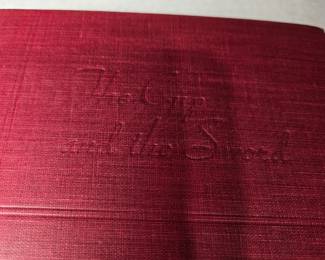 The Cup
and the Sword